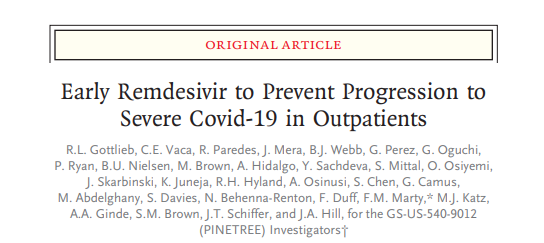 ORIGINAL ARTICLE
Early Remdesivir to Prevent Progression to
Severe Covid-19 in Outpatients
R.L. Gottlieb, C.E. Vaca, R. Paredes, J. Mera, B.J. Webb, G. Perez, G. Oguchi,
P. Ryan, B.U. Nielsen, M. Brown, A. Hidalgo, Y. Sachdeva, S. Mittal, O. Osiyemi,
J. Skarbinski, K. Juneja, R.H. Hyland, A. Osinusi, S. Chen, G. Camus,
M. Abdelghany, S. Davies, N. Behenna-Renton, F. Duff, F.M. Marty,* M.J. Katz,
A.A. Ginde, S.M. Brown, J.T. Schiffer, and J.A. Hill, for the GS-US-540-9012
(PINETREE) Investigators†